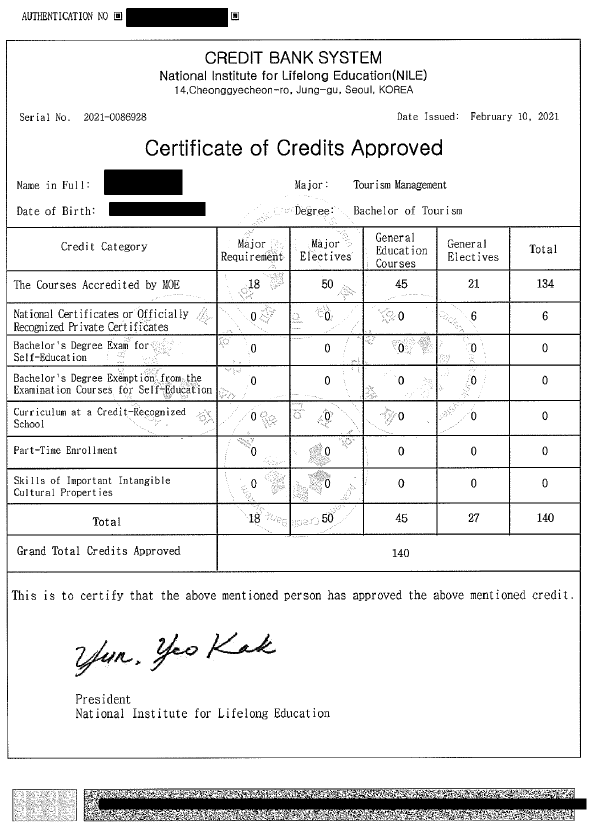 AUTHENTICATION NO
CREDIT BANK SYSTEM
National Institute for Lifelong Education(NILE)
14,Cheonggyecheon-ro, Jung-gu, Seoul, KOREA
Serial No. 2021-0086928 Date Issued: February 10, 2021
Certificate of Credits Approved
Name in Full: Major: Tourism Management
Date of Birth: Degree: Bachelor of Tourism
Credit Category Major Requirement Major Electives General Education Courses General Electives Total
The Courses Accredited by MOE 18 50 45 21 134
National Certificates or Officially Recognized Private Certificates 0 0 0 6 6
Bachelor's Degree Exam for Self-Education 0 0 0 0 0
Bachelor's Degree Exemption from the Examination Courses for Self-Education 0 0 0 0 0
Curriculum at a Credit-Recognized School 0 0 0 0 0
Part-Time Enrollment 0 0 0 0 0
Skills of Important Intangible Cultural Properties 0 0 0 0 0
Total 18 50 45 27 140
Grand Total Credits Approved 140
This is to certify that the above mentioned person has approved the above mentioned credit.
Yun, Yeo Kak
President
National Institute for Lifelong Education